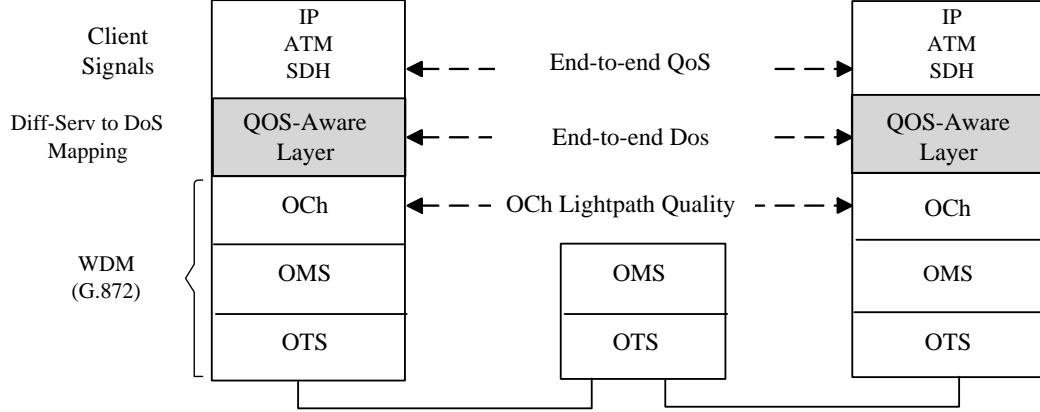 Client
Signals
IP
ATM
SDH
End-to-end QoS
IP
ATM
SDH
Diff-Serv to DoS
Mapping
QOS-Aware
Layer
End-to-end Dos
QOS-Aware
Layer
OCh
OCh Lightpath Quality
OCh
WDM
(G.872)
OMS
OMS
OMS
OTS
OTS
OTS